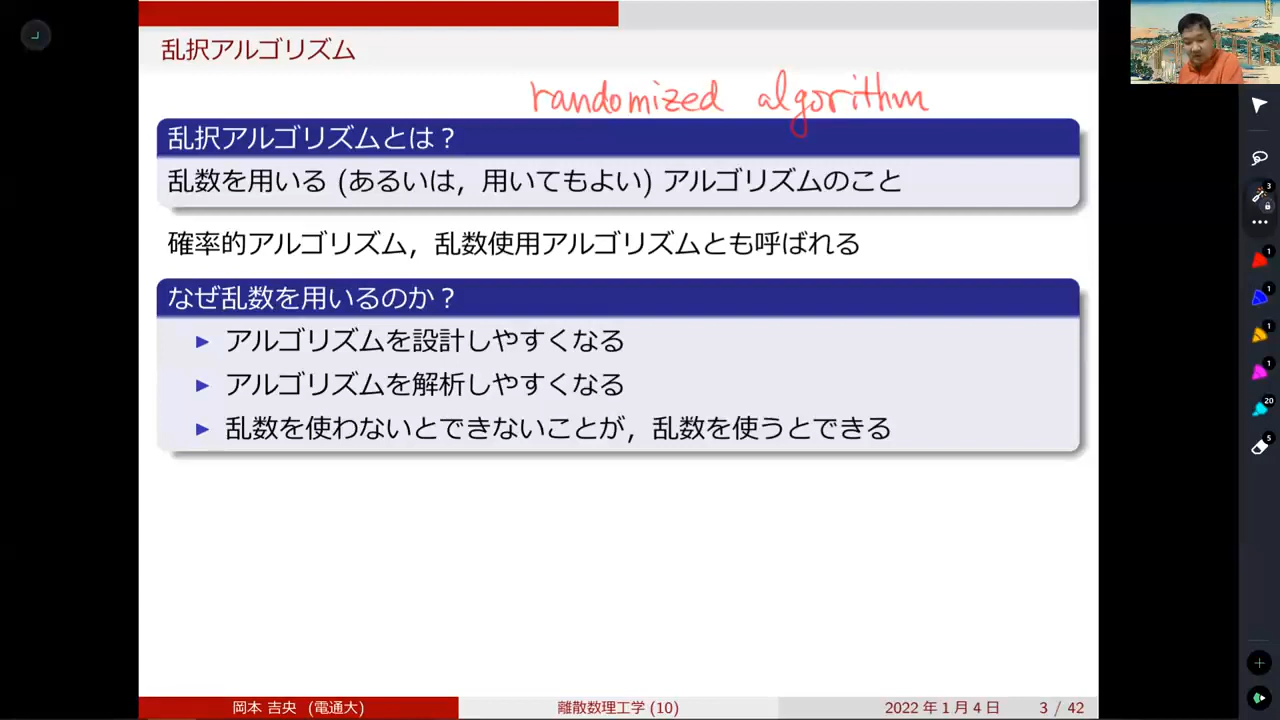 乱択アルゴリズム
randomized algorithm
乱択アルゴリズムとは？
乱数を用いる (あるいは，用いてもよい) アルゴリズムのこと
確率的アルゴリズム，乱数使用アルゴリズムとも呼ばれる
なぜ乱数を用いるのか？
▶ アルゴリズムを設計しやすくなる
▶ アルゴリズムを解析しやすくなる
▶ 乱数を使わないとできないことが，乱数を使うとできる
岡本 吉央 (電通大) 離散数理工学 (10) 2022 年 1 月 4 日 3 / 42
3
1
1
1
1
20
5